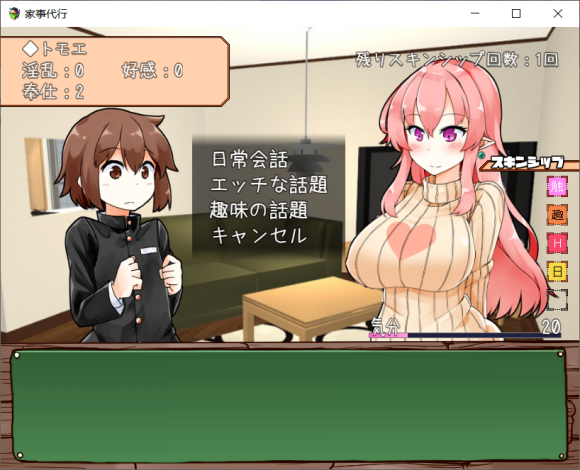 家事代行
◆トモエ
淫乱：0 好感：0
奉仕：2
残りスキンシップ回数：1回
日常会話
エッチな話題
趣味の話題
キャンセル
スキンシップ
触
趣
H
日
気分 20